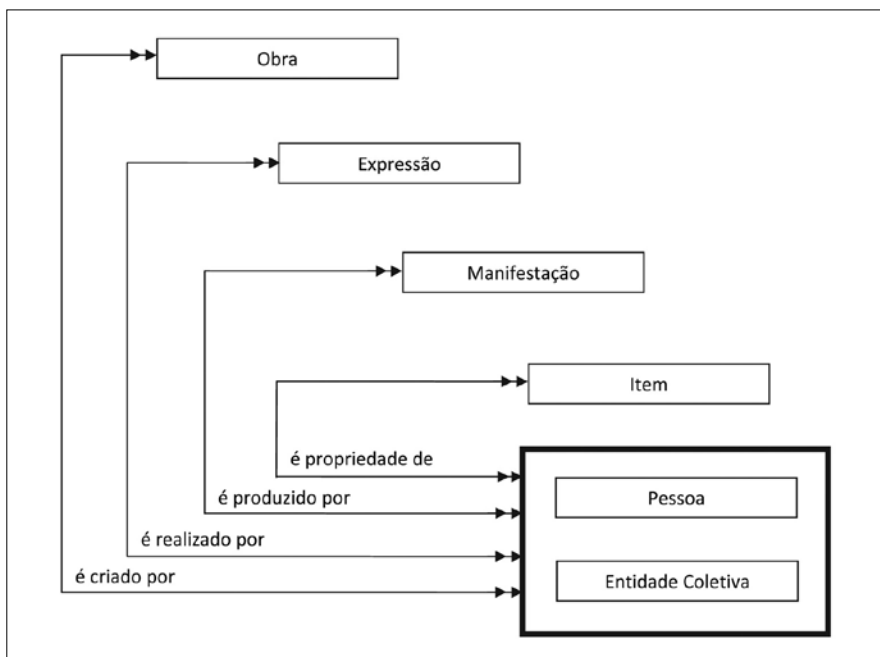 Obra
Expressão
Manifestação
Item
é propriedade de
é produzido por
Pessoa
é realizado por
é criado por
Entidade Coletiva